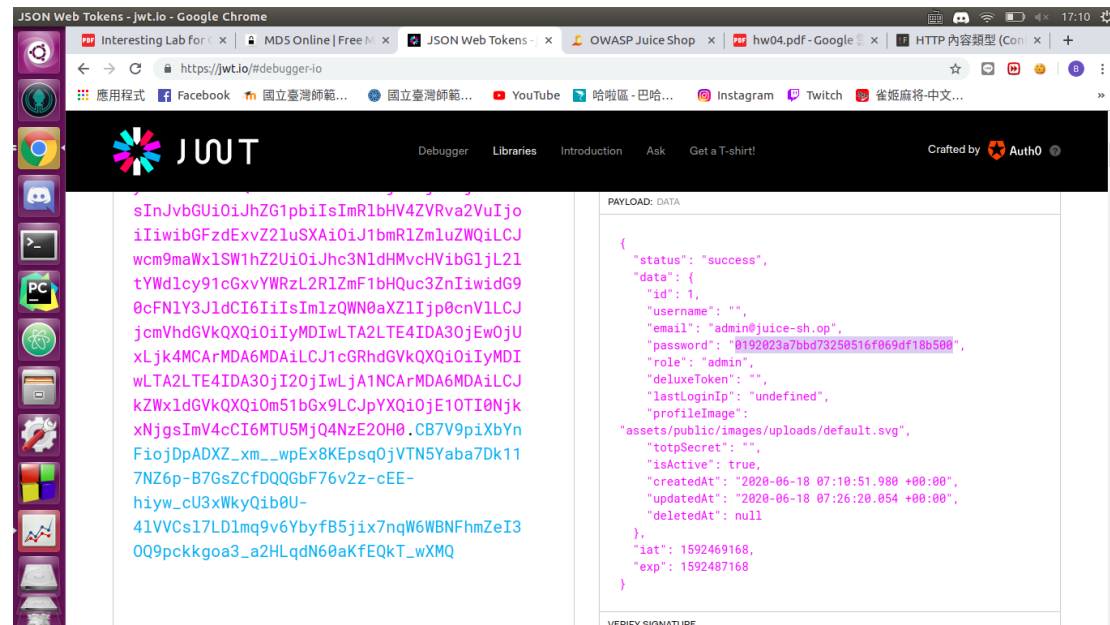 JSON Web Tokens - jwt.io - Google Chrome
17:10
Interesting Lab for
MD5 Online | Free M
JSON Web Tokens - j
OWASP Juice Shop
hw04.pdf - Google
HTTP 內容類型 (Con
https://jwt.io/#debugger-io
B
應用程式
Facebook
國立臺灣師範...
國立臺灣師範...
YouTube
哈啦區 - 巴哈...
Instagram
Twitch
雀姬麻将-中文...
»
JWT
Debugger
Libraries
Introduction
Ask
Get a T-shirt!
Crafted by Auth0
sInJvbGUiOiJhZG1pbiIsImRlbHV4ZVRva2VuIjo
iIiwibGFzdExvZ2luSXAiOiJ1bmRlZmluZWQiLCJ
wcm9maWxlSW1hZ2UiOiJhc3NldHMvcHVibGljL2l
tYWdlcy91cGxvYWRzL2RlZmF1bHQuc3ZnIiwidG9
0cFNlY3JldCI6IiIsImlzQWN0aXZlIjp0cnVlLCJ
jcmVhdGVkQXQiOiIyMDIwLTA2LTE4IDA3OjEwOjU
xLjk4MCArMDA6MDAiLCJ1cGRhdGVkQXQiOiIyMDI
wLTA2LTE4IDA3OjI2OjIwLjA1NCArMDA6MDAiLCJ
kZWxldGVkQXQiOm51bGx9LCJpYXQiOjE1OTI0Njk
xNjgsImV4cCI6MTU5MjQ4NzE2OH0.CB7V9piXbYn
FiojDpADXZ_xm__wpEx8KEpsqOjVTN5Yaba7Dk11
7NZ6p-B7GsZCfDQQGbF76v2z-cEE-
hiyw_cU3xWkyQib0U-
4lVVCsl7LDlmq9v6YbyfB5jix7nqW6WBNFhmZeI3
OQ9pckkgoa3_a2HLqdN60aKfEQkT_wXMQ
PAYLOAD: DATA
{
"status": "success",
"data": {
"id": 1,
"username": "",
"email": "admin@juice-sh.op",
"password": "0192023a7bbd73250516f069df18b500",
"role": "admin",
"deluxeToken": "",
"lastLoginIp": "undefined",
"profileImage":
"assets/public/images/uploads/default.svg",
"totpSecret": "",
"isActive": true,
"createdAt": "2020-06-18 07:10:51.980 +00:00",
"updatedAt": "2020-06-18 07:26:20.054 +00:00",
"deletedAt": null
},
"iat": 1592469168,
"exp": 1592487168
}
VERIFY SIGNATURE